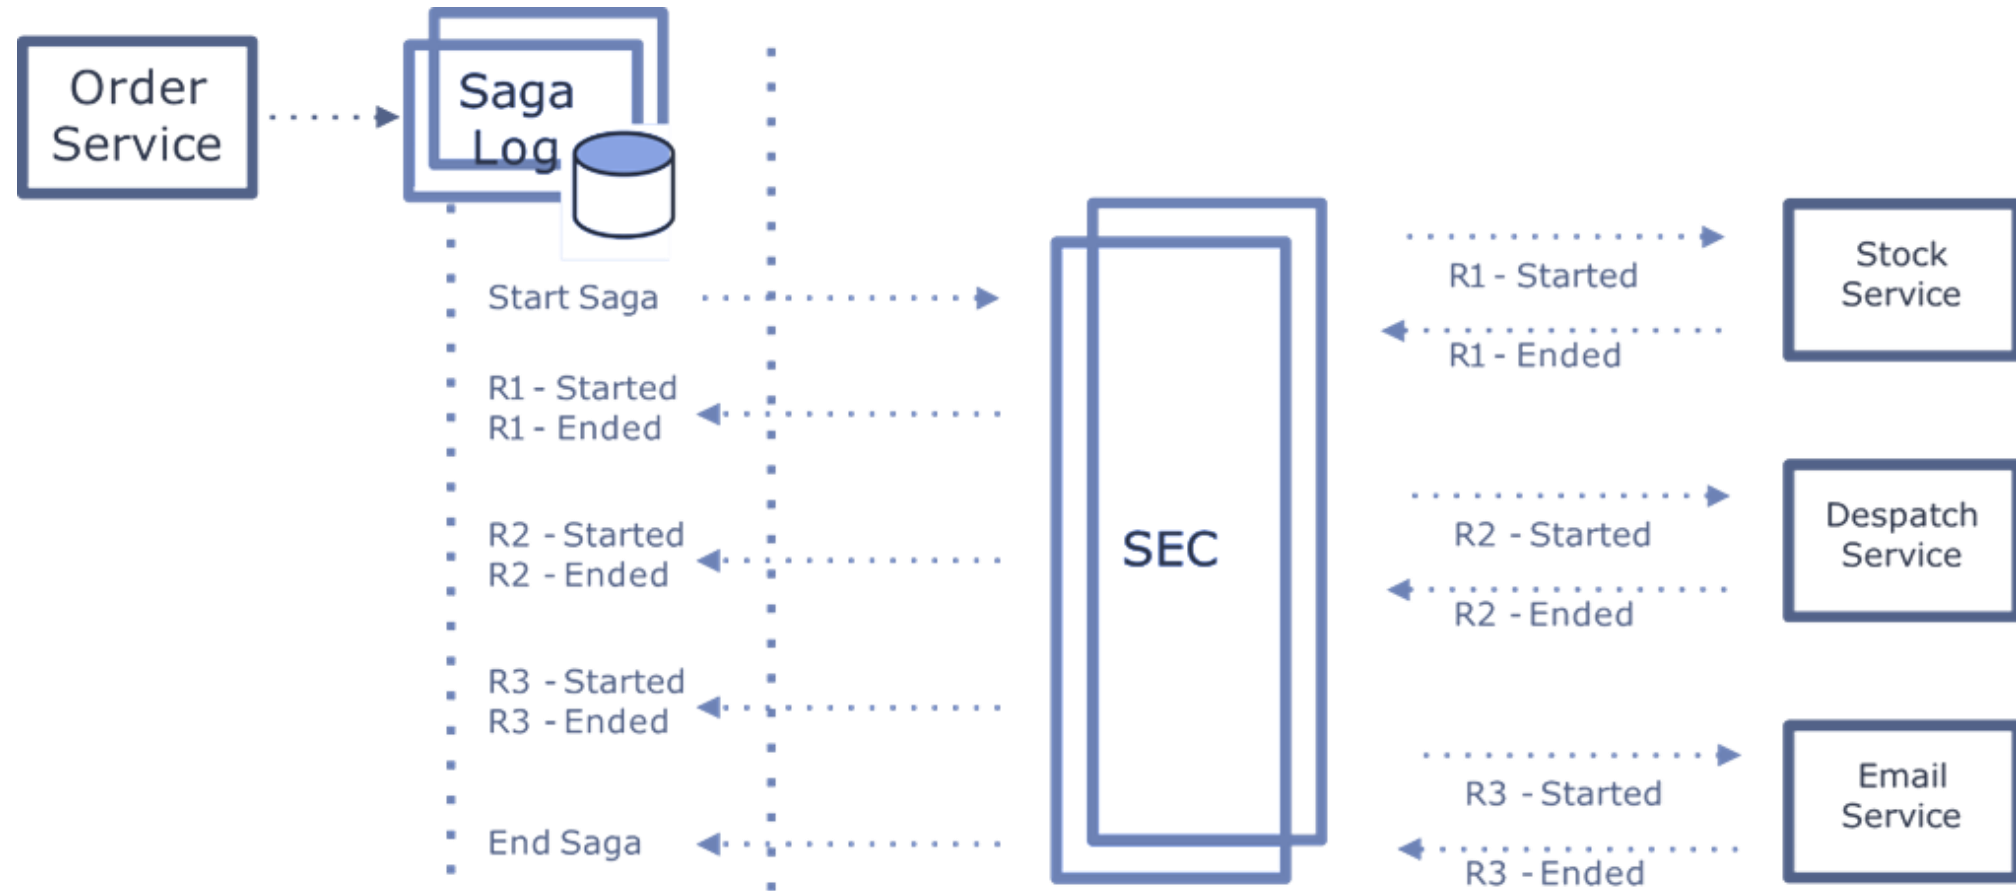 Order
Service
Saga
Log
Start Saga
R1 - Started
R1 - Ended
R2 - Started
R2 - Ended
R3 - Started
R3 - Ended
End Saga
SEC
R1 - Started
R1 - Ended
Stock
Service
R2 - Started
R2 - Ended
Despatch
Service
R3 - Started
R3 - Ended
Email
Service